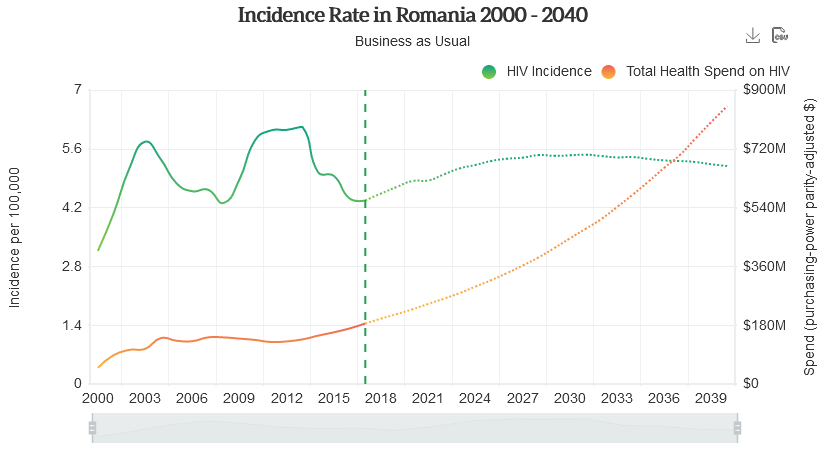 Incidence Rate in Romania 2000 - 2040
Business as Usual
CSV
HIV Incidence
Total Health Spend on HIV
7 $900M
5.6 $720M
4.2 $540M
2.8 $360M
1.4 $180M
0 $0
Incidence per 100,000
Spend (purchasing-power parity-adjusted $)
2000 2003 2006 2009 2012 2015 2018 2021 2024 2027 2030 2033 2036 2039